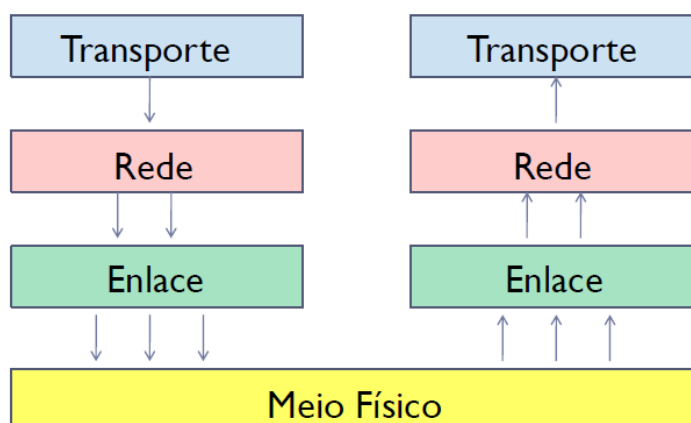 Transporte
Transporte
Rede
Rede
Enlace
Enlace
Meio Físico